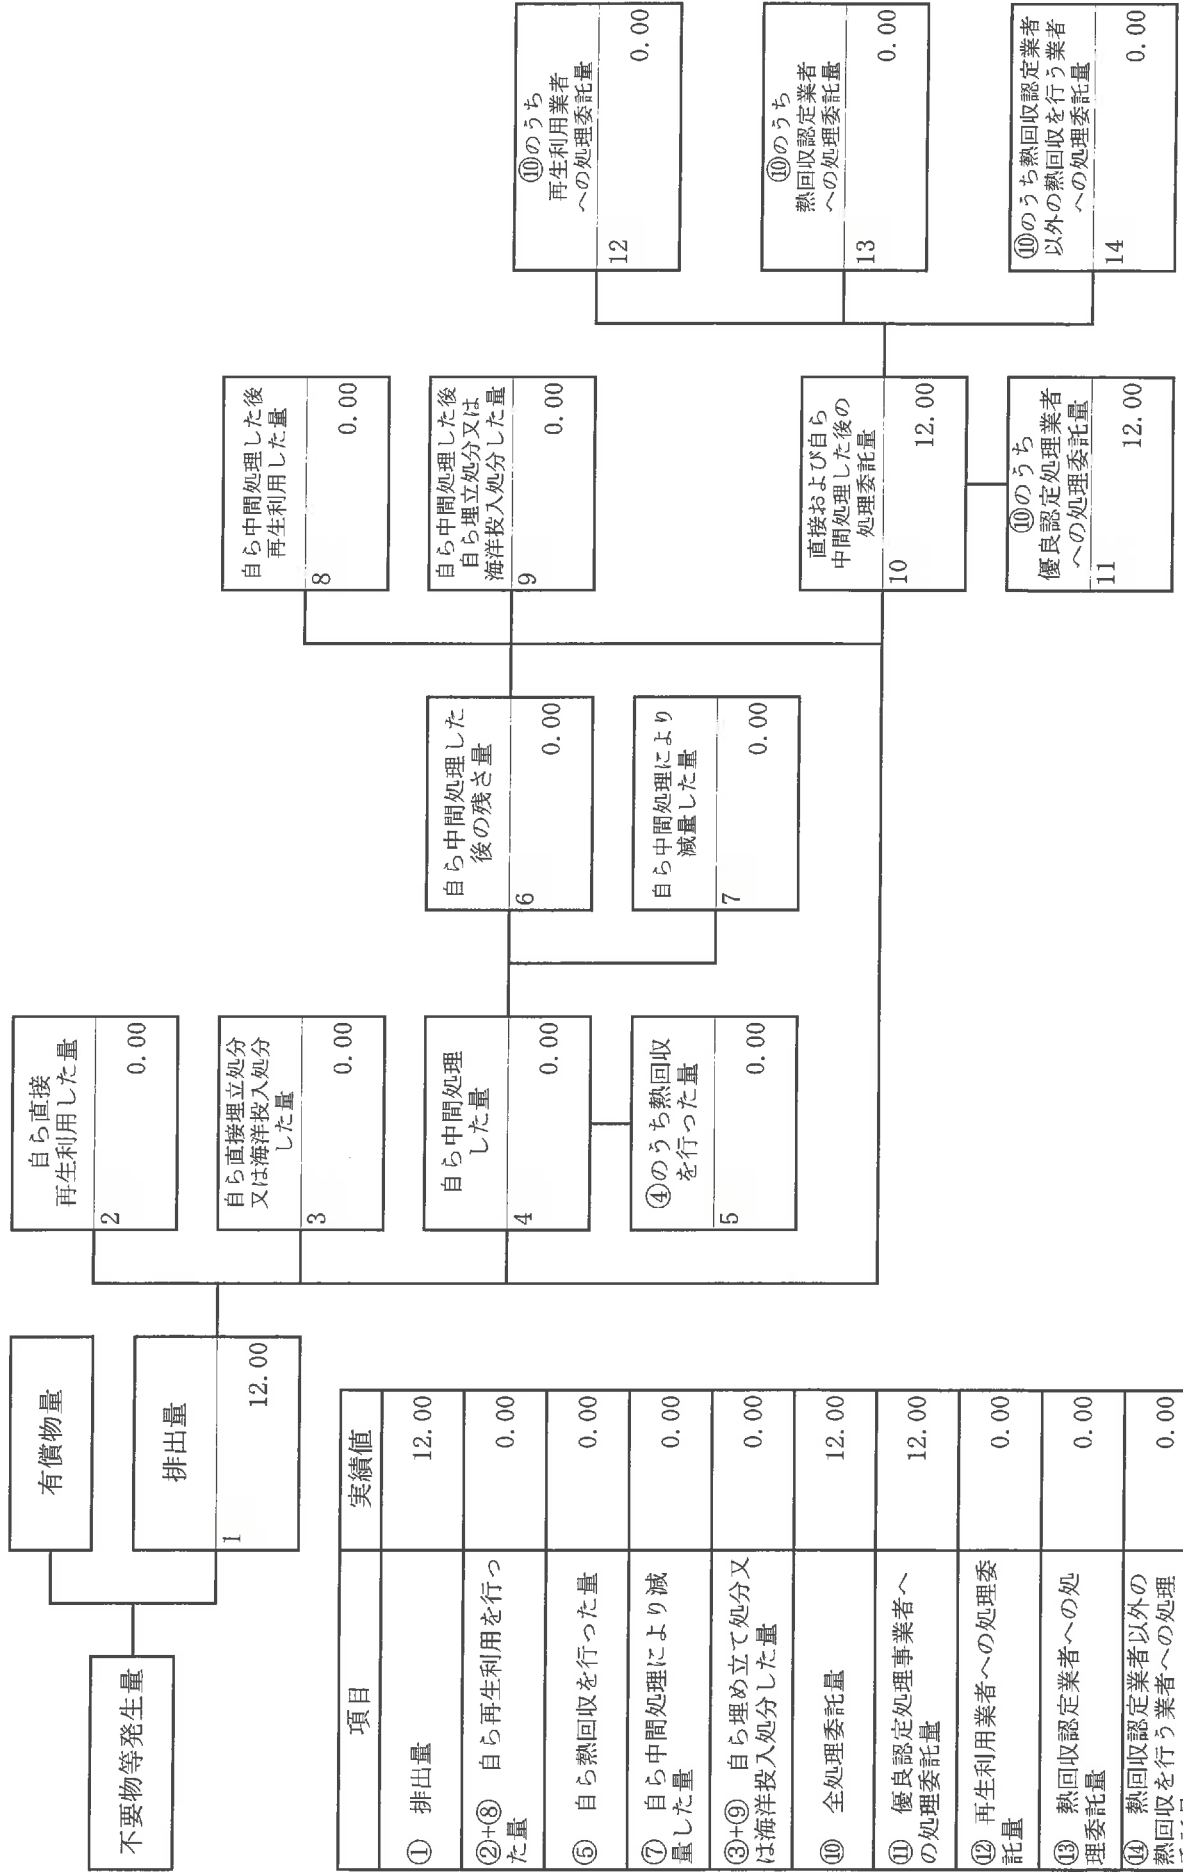 不要物等発生量
有償物量
排出量
1
12.00
自ら直接
再生利用した量
2
0.00
自ら直接埋立処分
又は海洋投入処分
した量
3
0.00
自ら中間処理
した量
4
0.00
④のうち熱回収
を行った量
5
0.00
自ら中間処理した
後の残さ量
6
0.00
自ら中間処理により
減量した量
7
0.00
自ら中間処理した後
再生利用した量
8
0.00
自ら中間処理した後
自ら埋立処分又は
海洋投入処分した量
9
0.00
直接および自ら
中間処理した後の
処理委託量
10
12.00
⑩のうち
優良認定処理業者
への処理委託量
11
12.00
⑩のうち
再生利用業者
への処理委託量
12
0.00
⑩のうち
熱回収認定業者
への処理委託量
13
0.00
⑩のうち熱回収認定業者
以外の熱回収を行う業者
への処理委託量
14
0.00
項目 実績値
① 排出量 12.00
②+⑧ 自ら再生利用を行っ
た量 0.00
⑤ 自ら熱回収を行った量 0.00
⑦ 自ら中間処理により減
量した量 0.00
③+⑨ 自ら埋め立て処分又
は海洋投入処分した量 0.00
⑩ 全処理委託量 12.00
⑪ 優良認定処理事業者へ
の処理委託量 12.00
⑫ 再生利用業者への処理委
託量 0.00
⑬ 熱回収認定業者への処
理委託量 0.00
⑭ 熱回収認定業者以外の
熱回収を行う業者への処理 0.00